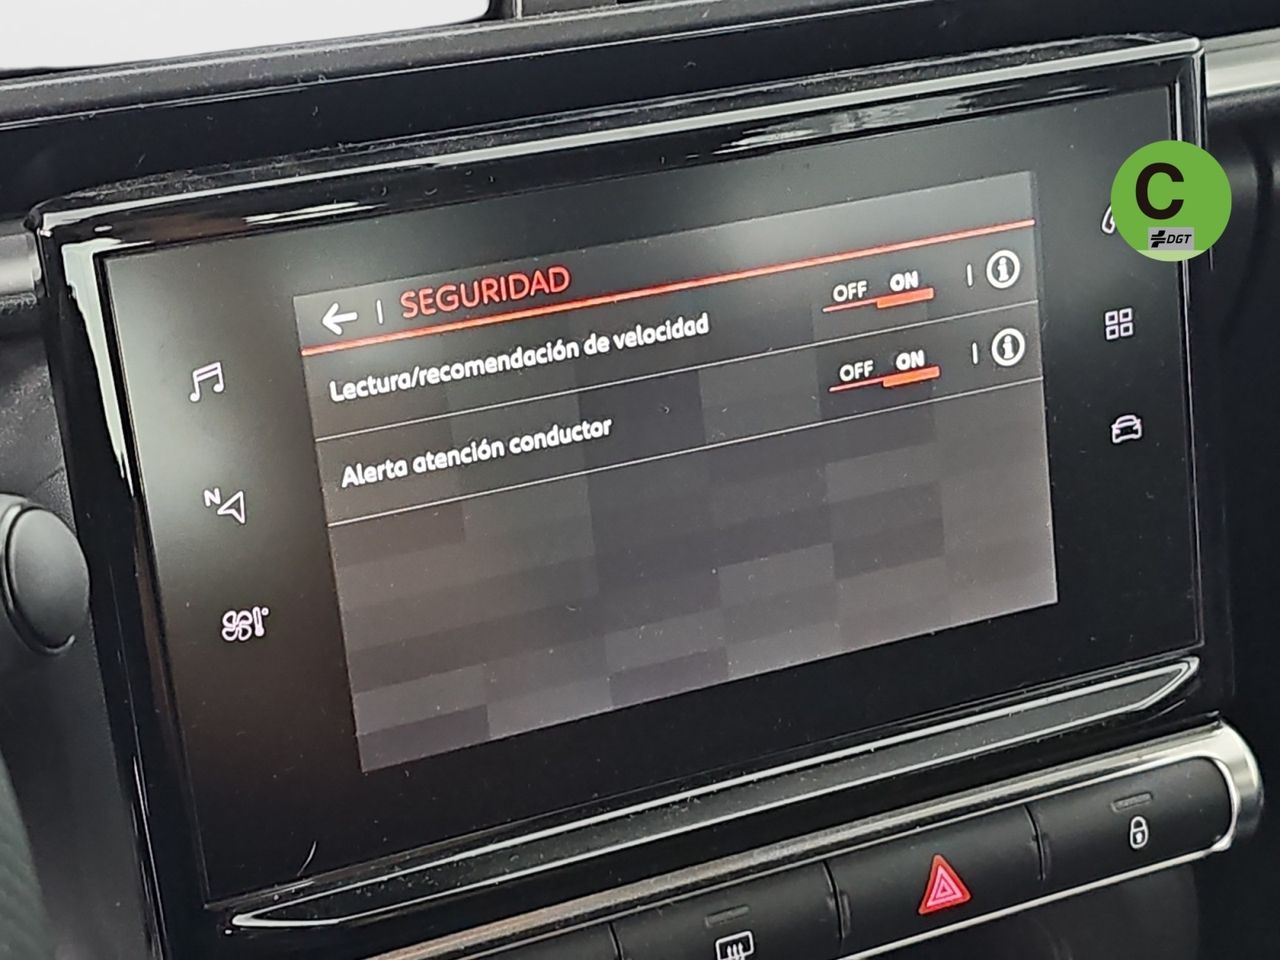 SEGURIDAD
Lectura/recomendación de velocidad
OFF ON
Alerta atención conductor
OFF ON
N
C
DGT